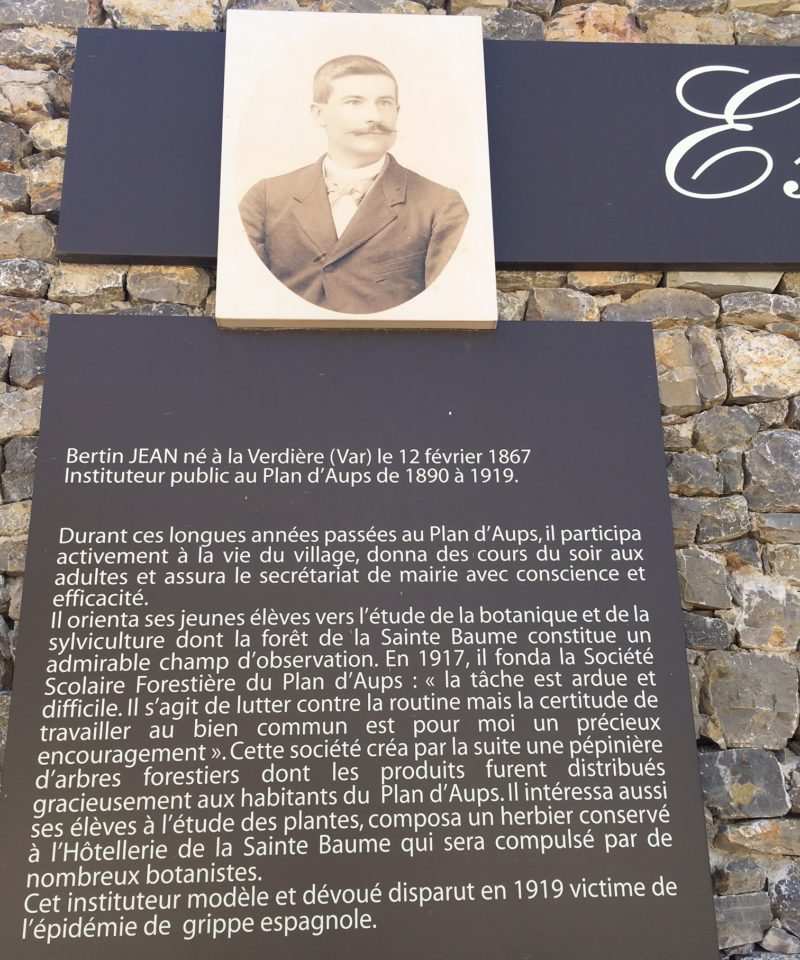 E
Bertin JEAN né à la Verdière (Var) le 12 février 1867
Instituteur public au Plan d'Aups de 1890 à 1919.
Durant ces longues années passées au Plan d'Aups, il participa
activement à la vie du village, donna des cours du soir aux
adultes et assura le secrétariat de mairie avec conscience et
efficacité.
Il orienta ses jeunes élèves vers l'étude de la botanique et de la
sylviculture dont la forêt de la Sainte Baume constitue un
admirable champ d'observation. En 1917, il fonda la Société
Scolaire Forestière du Plan d'Aups : « la tâche est ardue et
difficile. Il s'agit de lutter contre la routine mais la certitude de
travailler au bien commun est pour moi un précieux
encouragement ». Cette société créa par la suite une pépinière
d'arbres forestiers dont les produits furent distribués
gracieusement aux habitants du Plan d'Aups. Il intéressa aussi
ses élèves à l'étude des plantes, composa un herbier conservé
à l'Hôtellerie de la Sainte Baume qui sera compulsé par de
nombreux botanistes.
Cet instituteur modèle et dévoué disparut en 1919 victime de
l'épidémie de grippe espagnole.